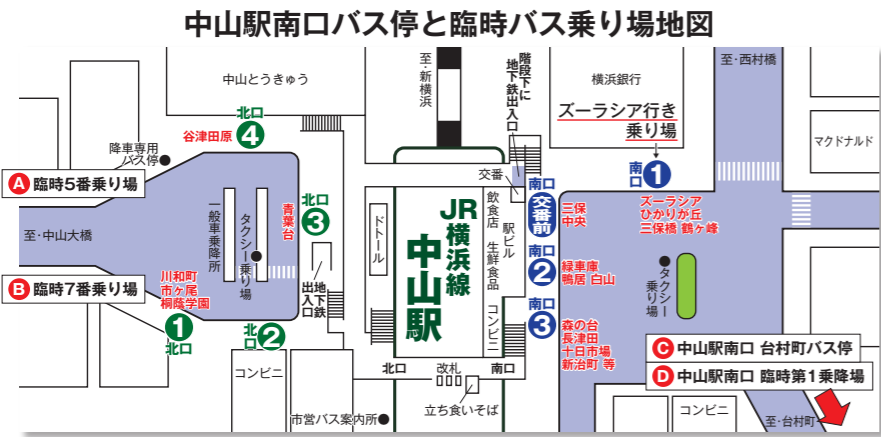 中山駅南口バス停と臨時バス乗り場地図
中山とうきゅう
至・新横浜
階段下に
地下鉄出入口
横浜銀行
ズーラシア行き
乗り場
至・西村橋
マクドナルド
北口
4
谷津田原
降車専用
バス停
A 臨時5番乗り場
至・中山大橋
B 臨時7番乗り場
一般車乗降所
タクシー乗り場
青葉台
北口
3
地下鉄
出入口
川和町
市ヶ尾
桐蔭学園
1
北口
北口
2
コンビニ
市営バス案内所
ドトール
JR横浜線
中山駅
交番
飲食店 生鮮食品 コンビニ
駅ビル
北口
改札
南口
立ち食いそば
南口
交番前
三保
中央
南口
2
緑車庫
鴨居 白山
南口
3
森の台
長津田
十日市場
新治町 等
南口
1
ズーラシア
ひかりが丘
三保橋 鶴ヶ峰
タクシー
乗り場
C 中山駅南口 台村町バス停
D 中山駅南口 臨時第1乗降場
コンビニ
至・台村町